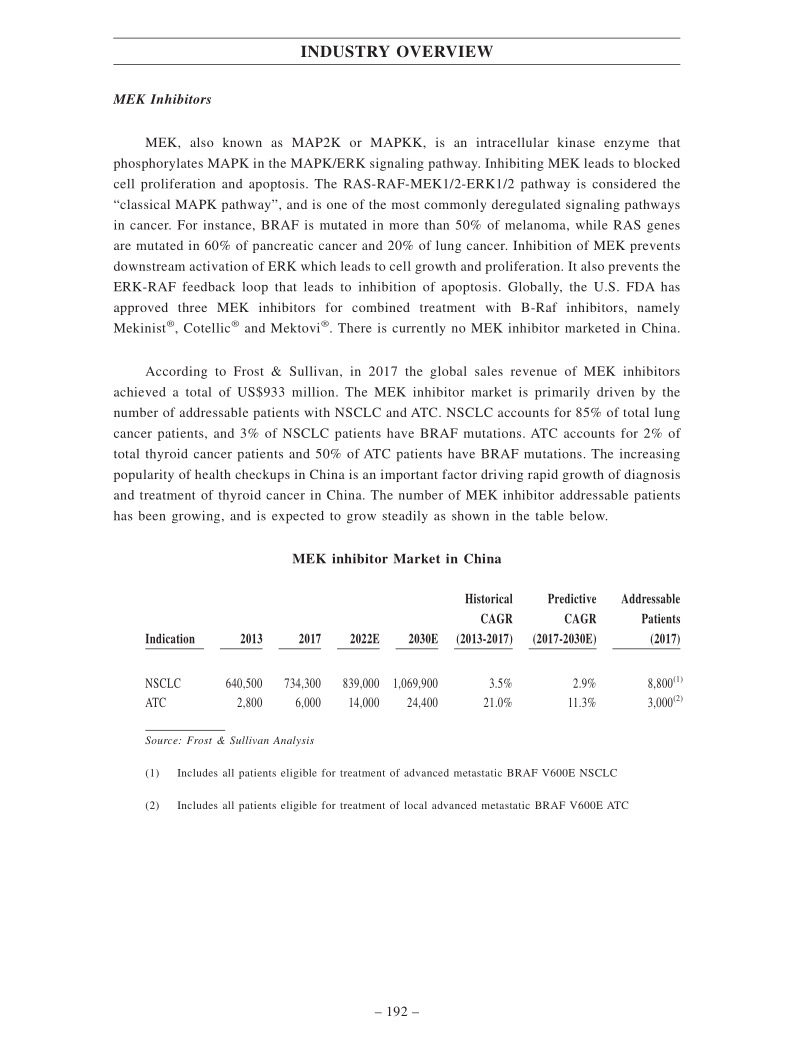 INDUSTRY OVERVIEW
MEK Inhibitors
MEK, also known as MAP2K or MAPKK, is an intracellular kinase enzyme that
phosphorylates MAPK in the MAPK/ERK signaling pathway. Inhibiting MEK leads to blocked
cell proliferation and apoptosis. The RAS-RAF-MEK1/2-ERK1/2 pathway is considered the
“classical MAPK pathway”, and is one of the most commonly deregulated signaling pathways
in cancer. For instance, BRAF is mutated in more than 50% of melanoma, while RAS genes
are mutated in 60% of pancreatic cancer and 20% of lung cancer. Inhibition of MEK prevents
downstream activation of ERK which leads to cell growth and proliferation. It also prevents the
ERK-RAF feedback loop that leads to inhibition of apoptosis. Globally, the U.S. FDA has
approved three MEK inhibitors for combined treatment with B-Raf inhibitors, namely
Mekinist®, Cotellic® and Mektovi®. There is currently no MEK inhibitor marketed in China.
According to Frost & Sullivan, in 2017 the global sales revenue of MEK inhibitors
achieved a total of US$933 million. The MEK inhibitor market is primarily driven by the
number of addressable patients with NSCLC and ATC. NSCLC accounts for 85% of total lung
cancer patients, and 3% of NSCLC patients have BRAF mutations. ATC accounts for 2% of
total thyroid cancer patients and 50% of ATC patients have BRAF mutations. The increasing
popularity of health checkups in China is an important factor driving rapid growth of diagnosis
and treatment of thyroid cancer in China. The number of MEK inhibitor addressable patients
has been growing, and is expected to grow steadily as shown in the table below.
MEK inhibitor Market in China
Historical Predictive Addressable
CAGR CAGR Patients
Indication 2013 2017 2022E 2030E (2013-2017) (2017-2030E) (2017)
NSCLC 640,500 734,300 839,000 1,069,900 3.5% 2.9% 8,800(1)
ATC 2,800 6,000 14,000 24,400 21.0% 11.3% 3,000(2)
Source: Frost & Sullivan Analysis
(1) Includes all patients eligible for treatment of advanced metastatic BRAF V600E NSCLC
(2) Includes all patients eligible for treatment of local advanced metastatic BRAF V600E ATC
– 192 –